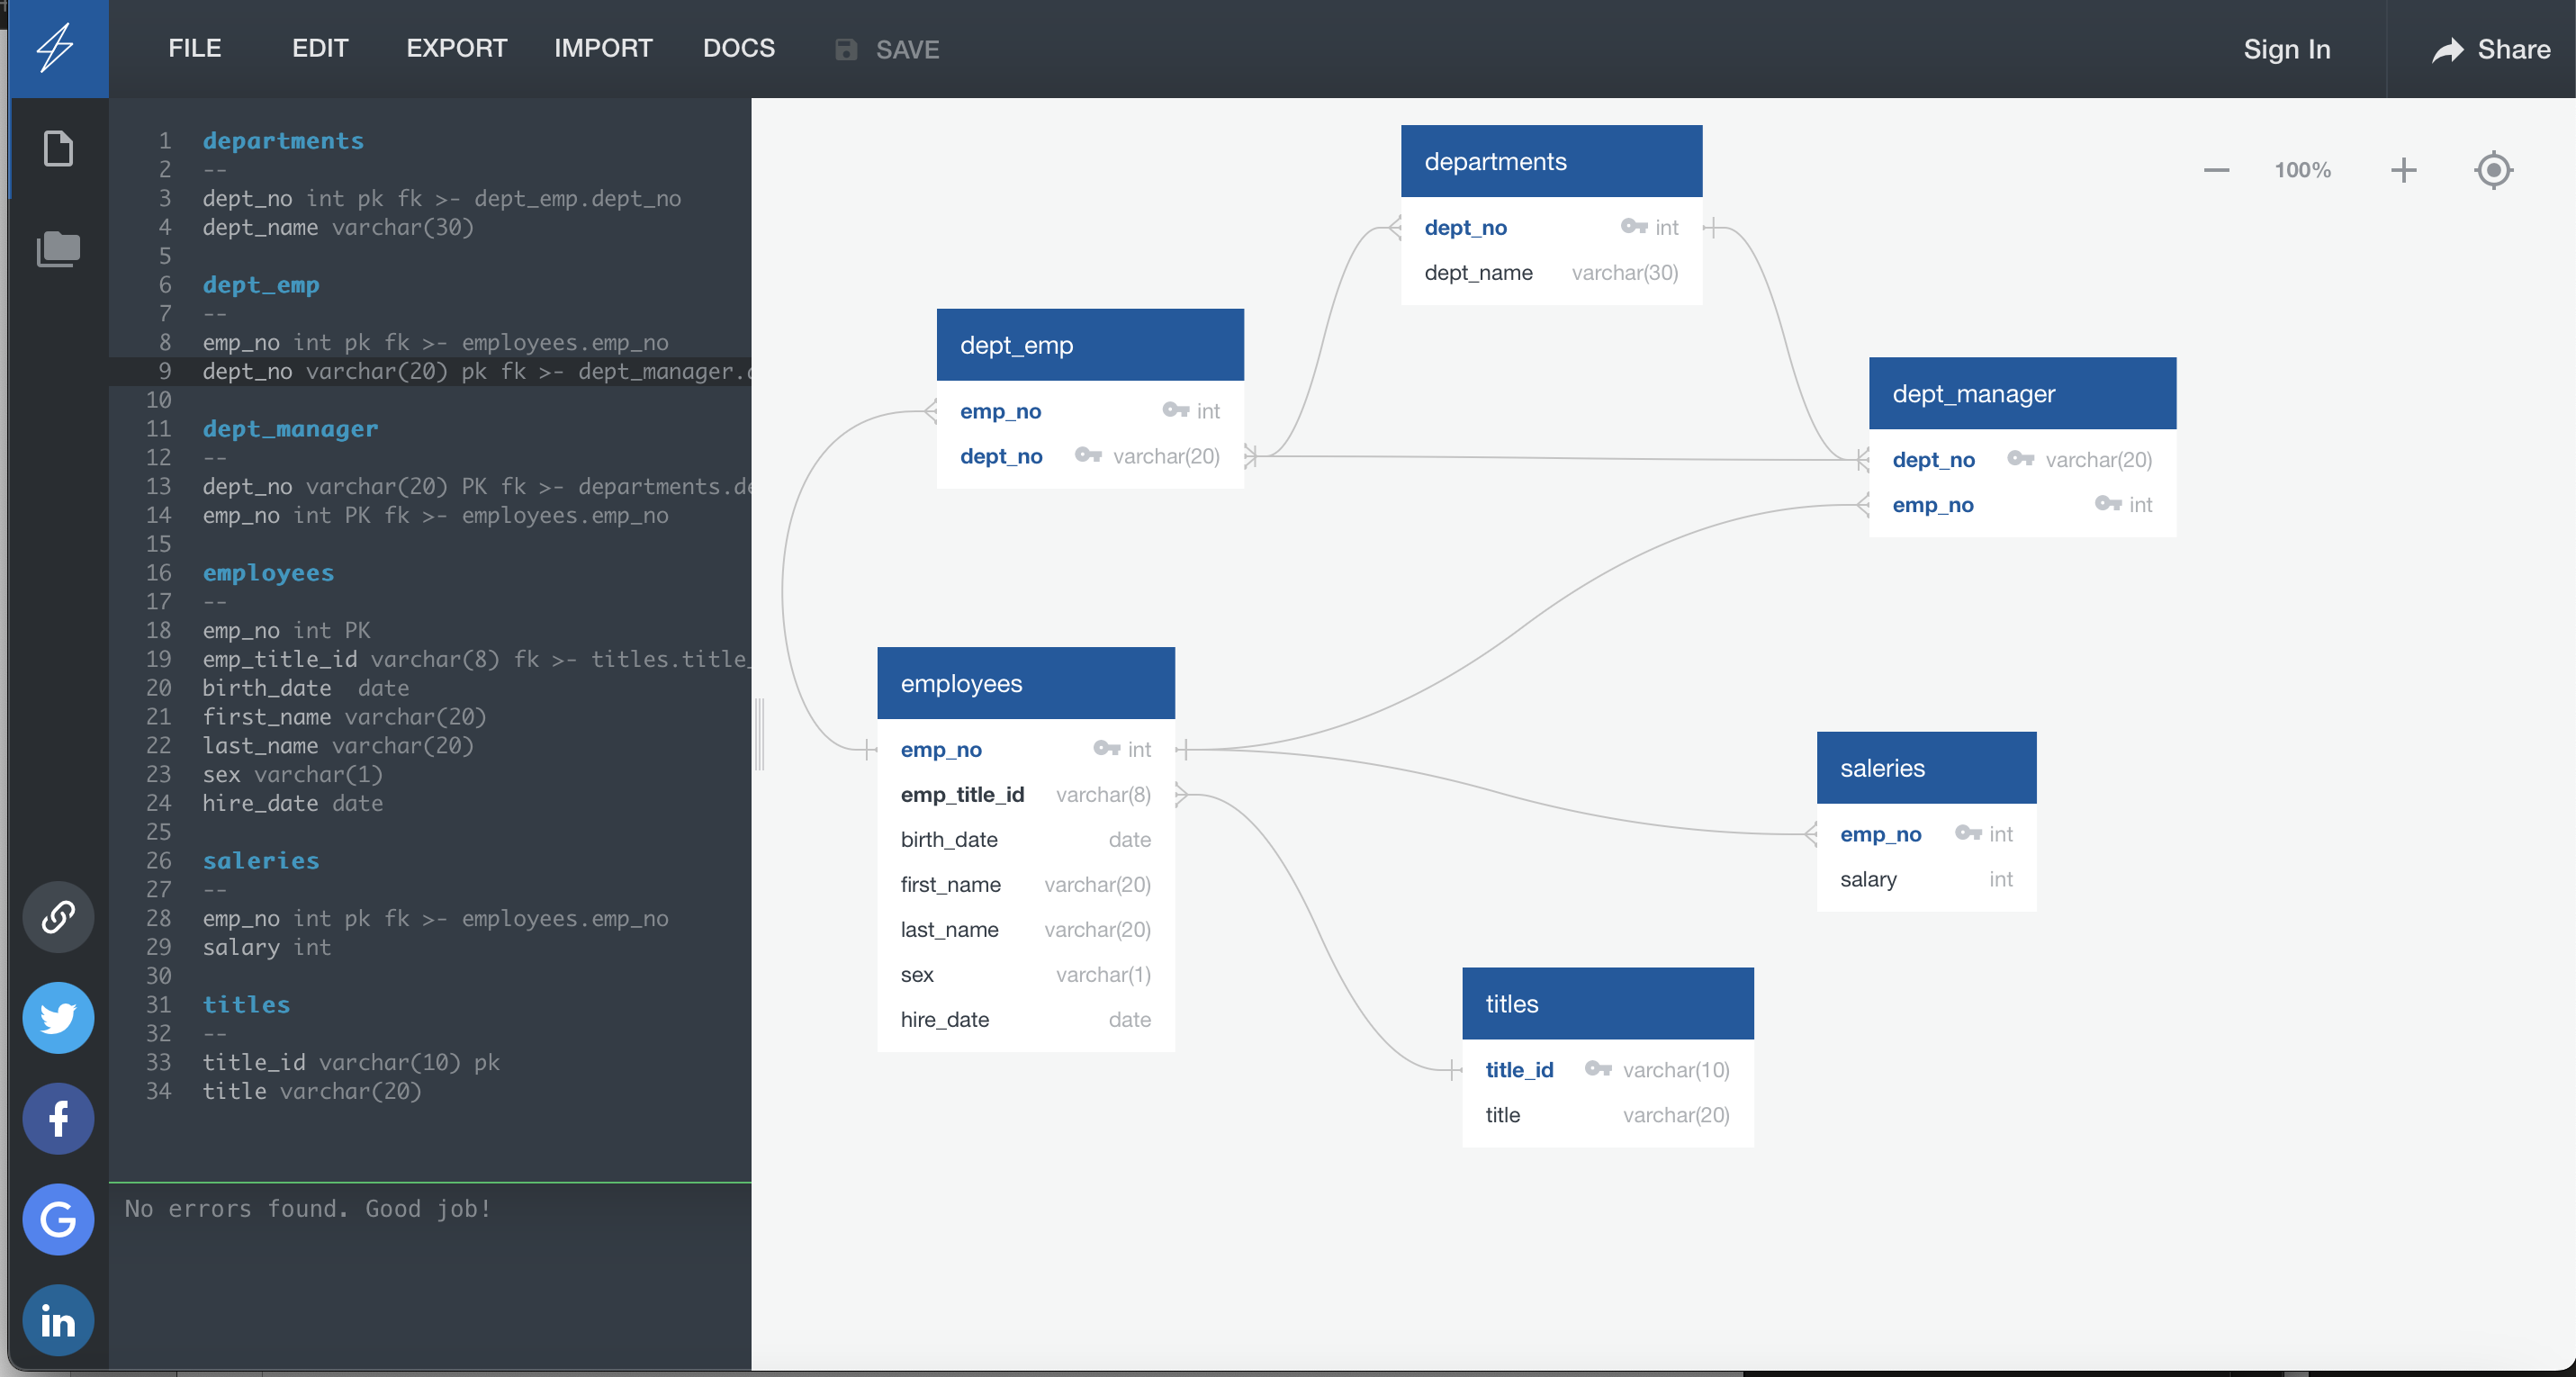 FILE EDIT EXPORT IMPORT DOCS SAVE Sign In Share
1 departments
2 --
3 dept_no int pk fk >- dept_emp.dept_no
4 dept_name varchar(30)
5
6 dept_emp
7 --
8 emp_no int pk fk >- employees.emp_no
9 dept_no varchar(20) pk fk >- dept_manager.
10
11 dept_manager
12 --
13 dept_no varchar(20) PK fk >- departments.de
14 emp_no int PK fk >- employees.emp_no
15
16 employees
17 --
18 emp_no int PK
19 emp_title_id varchar(8) fk >- titles.title_
20 birth_date  date
21 first_name varchar(20)
22 last_name varchar(20)
23 sex varchar(1)
24 hire_date date
25
26 saleries
27 --
28 emp_no int pk fk >- employees.emp_no
29 salary int
30
31 titles
32 --
33 title_id varchar(10) pk
34 title varchar(20)
No errors found. Good job!
100%
departments
dept_no int
dept_name varchar(30)
dept_emp
emp_no int
dept_no varchar(20)
dept_manager
dept_no varchar(20)
emp_no int
employees
emp_no int
emp_title_id varchar(8)
birth_date date
first_name varchar(20)
last_name varchar(20)
sex varchar(1)
hire_date date
saleries
emp_no int
salary int
titles
title_id varchar(10)
title varchar(20)